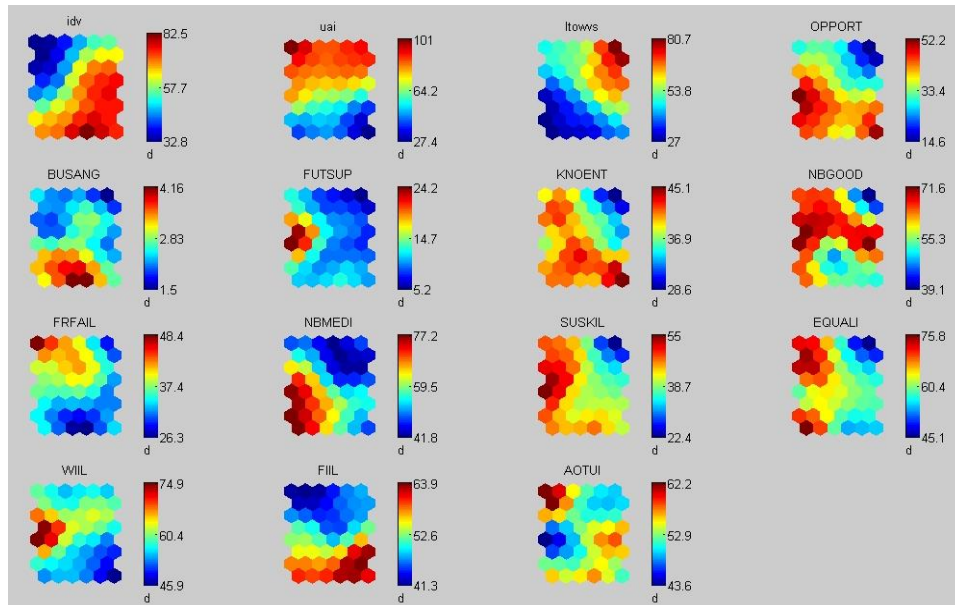 idv uai ltowvs OPPORT
82.5 101 80.7 52.2
57.7 64.2 53.8 33.4
32.8 27.4 27 14.6
d d d d
BUSANG FUTSUP KNOENT NBGOOD
4.16 24.2 45.1 71.6
2.83 14.7 36.9 55.3
1.5 5.2 28.6 39.1
d d d d
FRFAIL NBMEDI SUSKIL EQUALI
48.4 77.2 55 75.8
37.4 59.5 38.7 60.4
26.3 41.8 22.4 45.1
d d d d
WIIL FIIL AOTUI
74.9 63.9 62.2
60.4 52.6 52.9
45.9 41.3 43.6
d d d